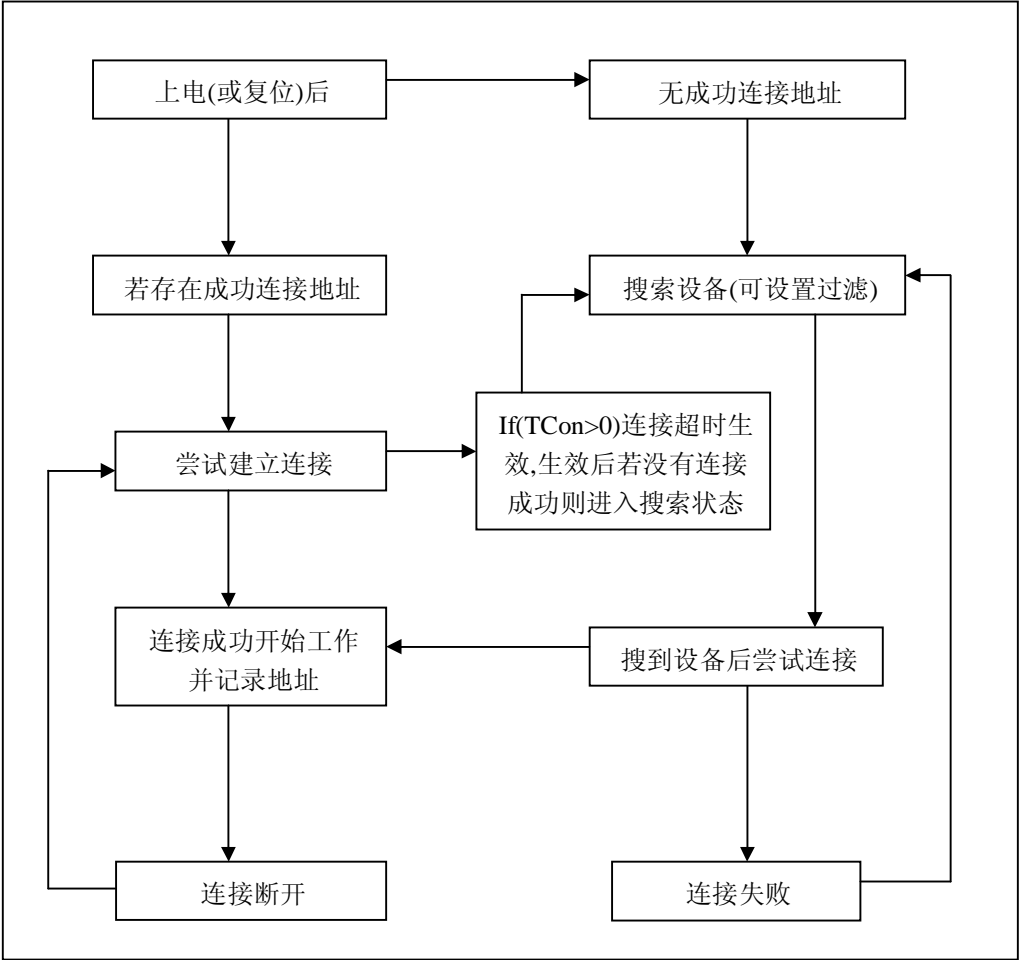 上电(或复位)后
无成功连接地址
若存在成功连接地址
搜索设备(可设置过滤)
尝试建立连接
If(TCon>0)连接超时生
效,生效后若没有连接
成功则进入搜索状态
连接成功开始工作
并记录地址
搜到设备后尝试连接
连接断开
连接失败